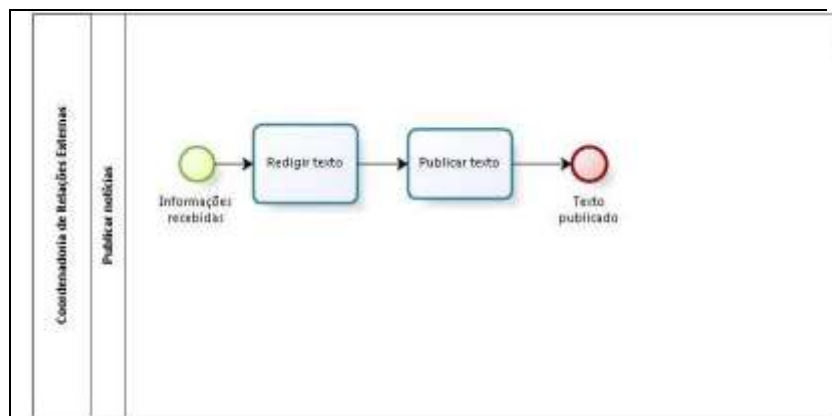 Coordenadoria de Relações Externas
Publicar notícias
Informações
recebidas
Redigir texto
Publicar texto
Texto
publicado